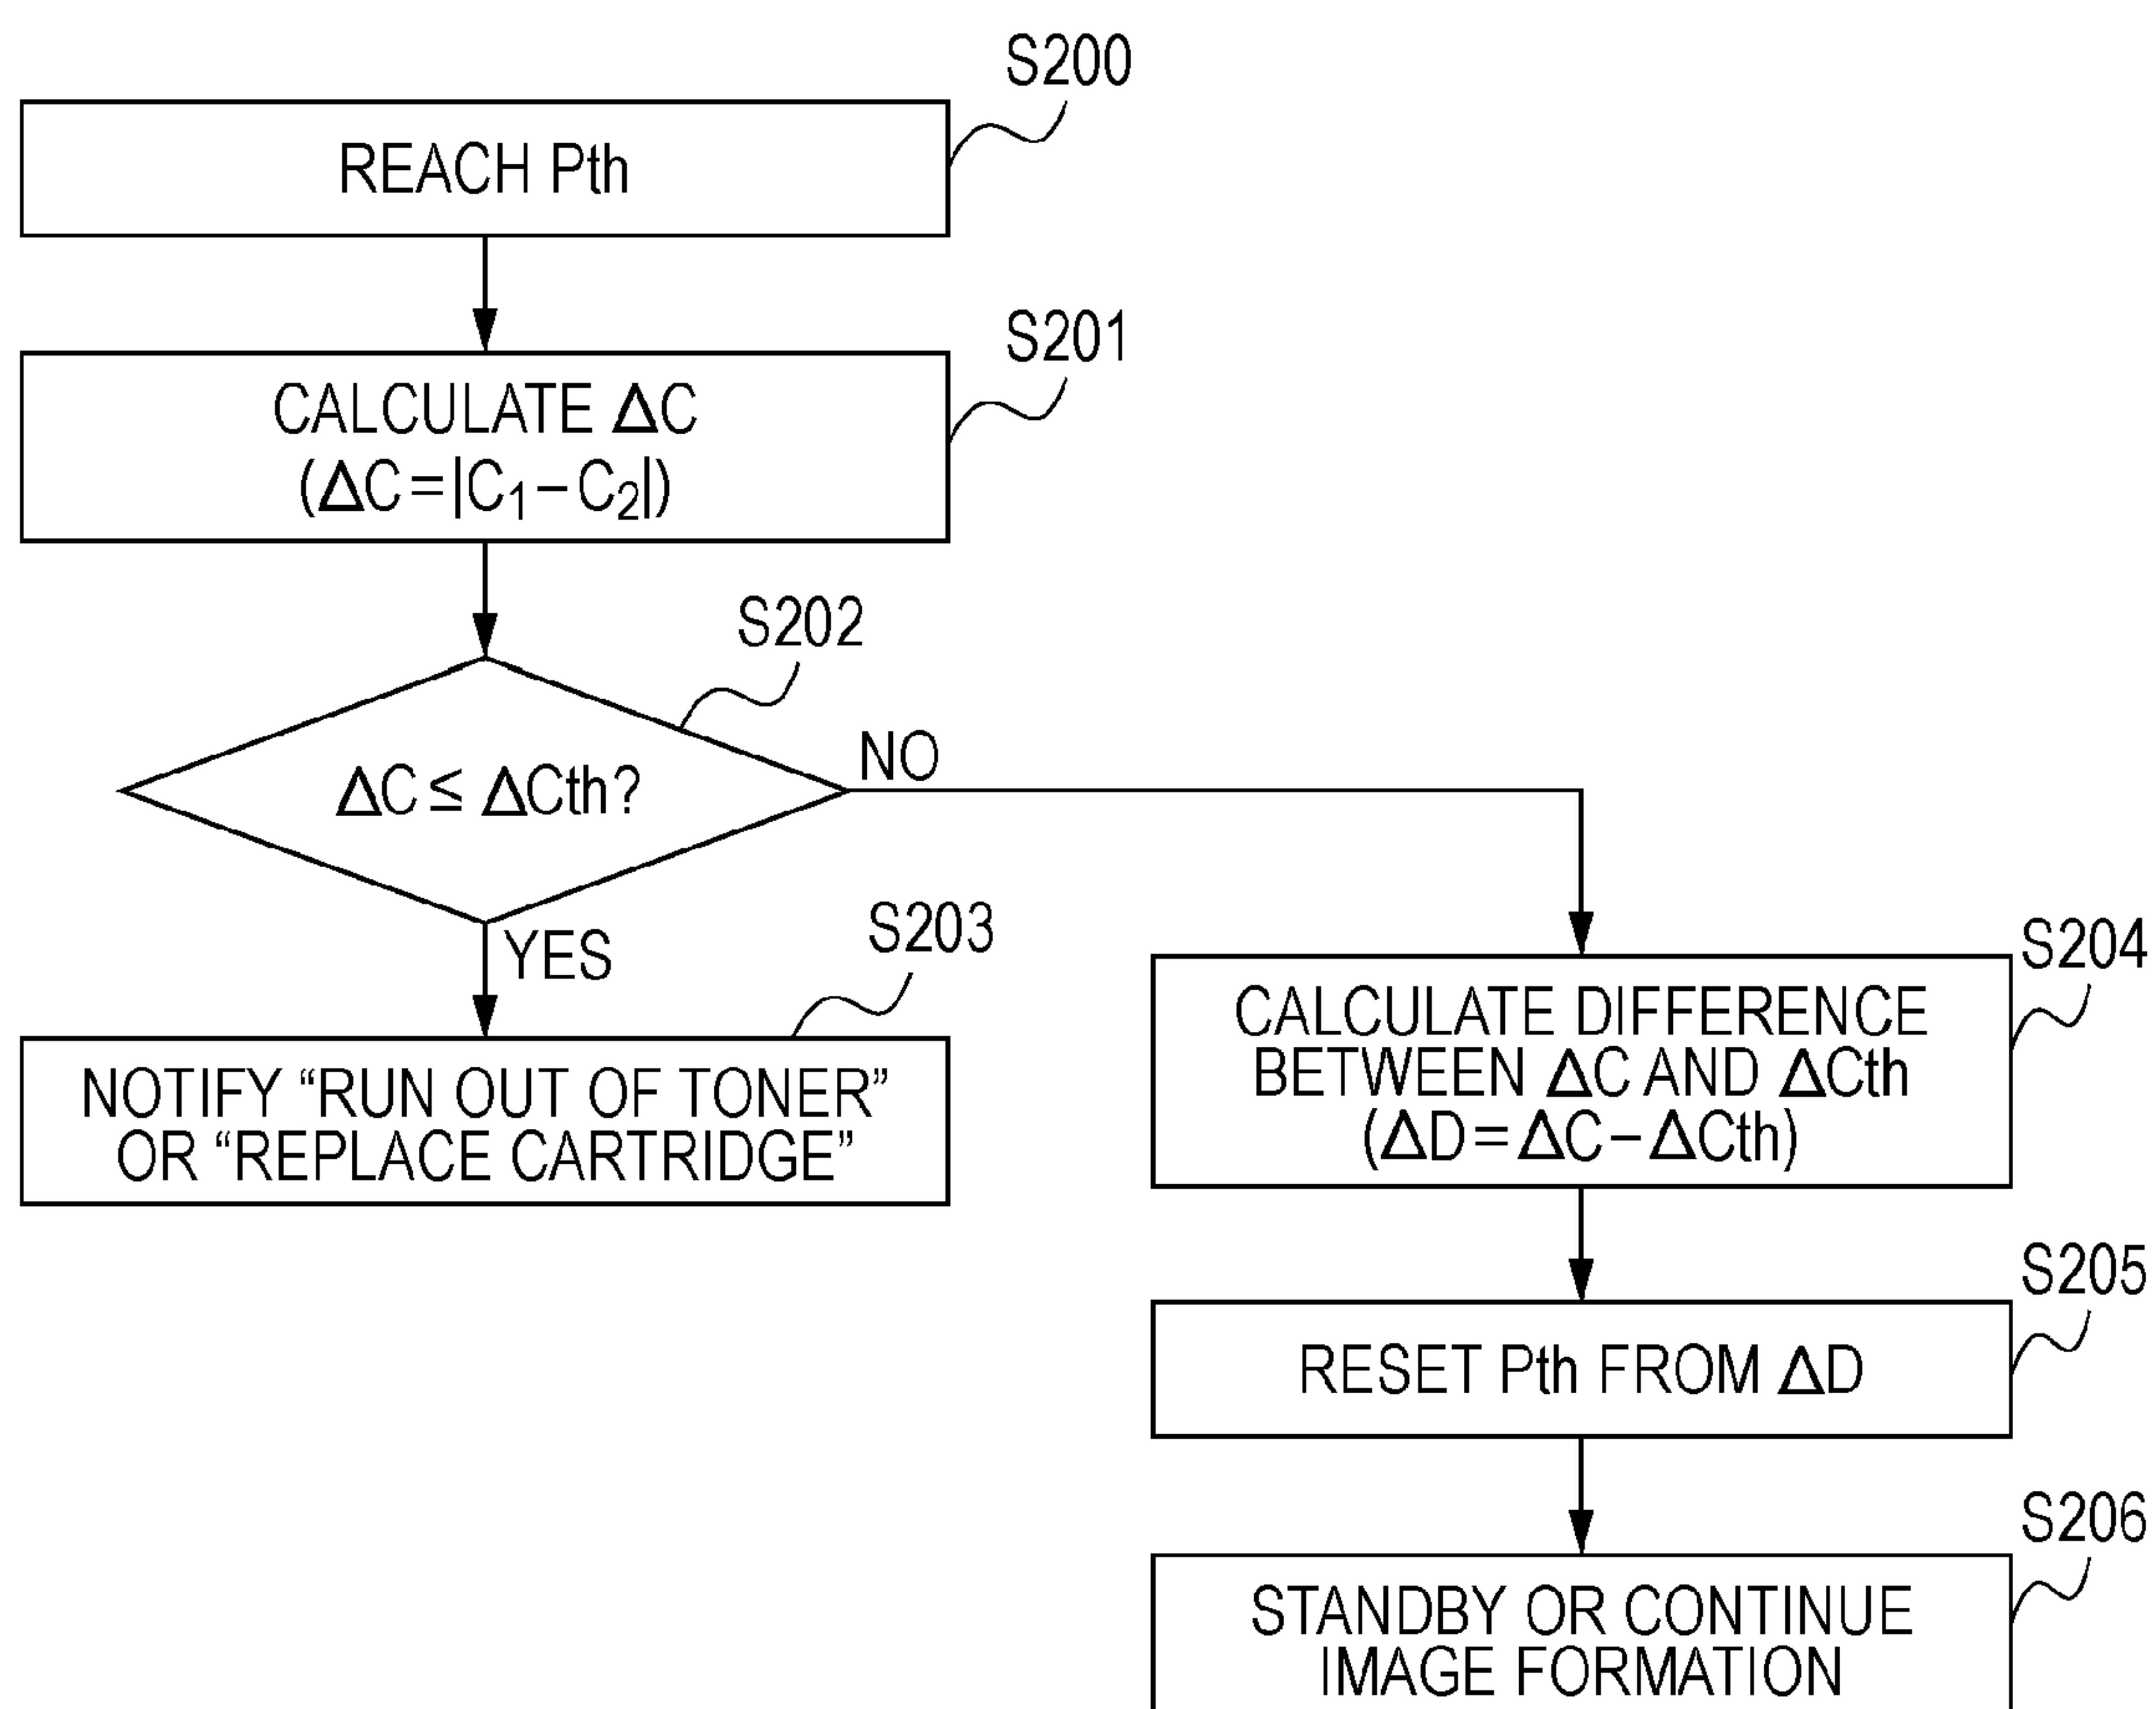 S200
REACH Pth
S201
CALCULATE ΔC
(ΔC=|C₁−C₂|)
S202
ΔC ≤ ΔCth?
NO
YES
S203
NOTIFY “RUN OUT OF TONER”
OR “REPLACE CARTRIDGE”
S204
CALCULATE DIFFERENCE
BETWEEN ΔC AND ΔCth
(ΔD=ΔC−ΔCth)
S205
RESET Pth FROM ΔD
S206
STANDBY OR CONTINUE
IMAGE FORMATION